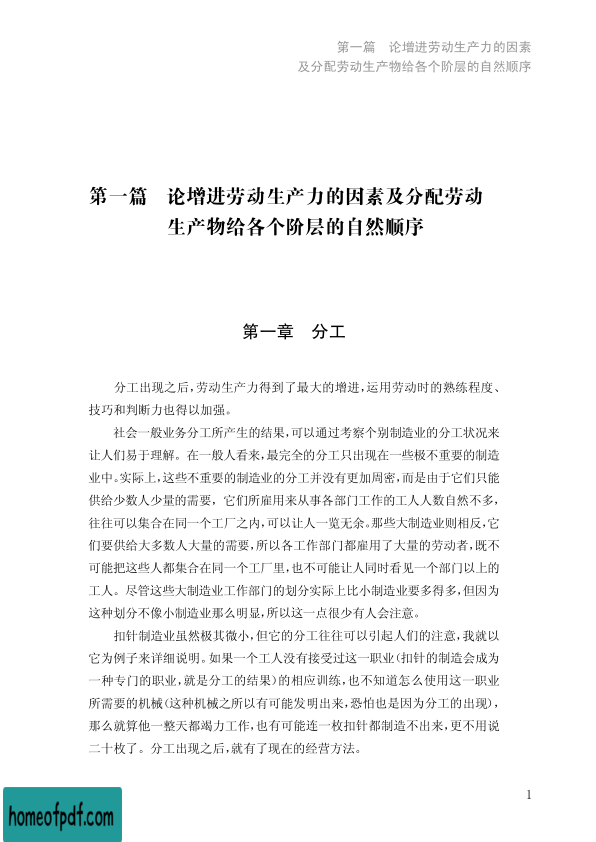 第一篇　论增进劳动生产力的因素
及分配劳动生产物给各个阶层的自然顺序
第一篇　论增进劳动生产力的因素及分配劳动
生产物给各个阶层的自然顺序
第一章　分工
分工出现之后，劳动生产力得到了最大的增进，运用劳动时的熟练程度、
技巧和判断力也得以加强。
社会一般业务分工所产生的结果，可以通过考察个别制造业的分工状况来
让人们易于理解。在一般人看来，最完全的分工只出现在一些极不重要的制造
业中。实际上，这些不重要的制造业的分工并没有更加周密，而是由于它们只能
供给少数人少量的需要，它们所雇用来从事各部门工作的工人人数自然不多，
往往可以集合在同一个工厂之内，可以让人一览无余。那些大制造业则相反，它
们要供给大多数人大量的需要，所以各工作部门都雇用了大量的劳动者，既不
可能把这些人都集合在同一个工厂里，也不可能让人同时看见一个部门以上的
工人。尽管这些大制造业工作部门的划分实际上比小制造业要多得多，但因为
这种划分不像小制造业那么明显，所以这一点很少有人会注意。
扣针制造业虽然极其微小，但它的分工往往可以引起人们的注意，我就以
它为例子来详细说明。如果一个工人没有接受过这一职业（扣针的制造会成为
一种专门的职业，就是分工的结果）的相应训练，也不知道怎么使用这一职业
所需要的机械（这种机械之所以有可能发明出来，恐怕也是因为分工的出现），
那么就算他一整天都竭力工作，也有可能连一枚扣针都制造不出来，更不用说
二十枚了。分工出现之后，就有了现在的经营方法。
1
homeofpdf.com